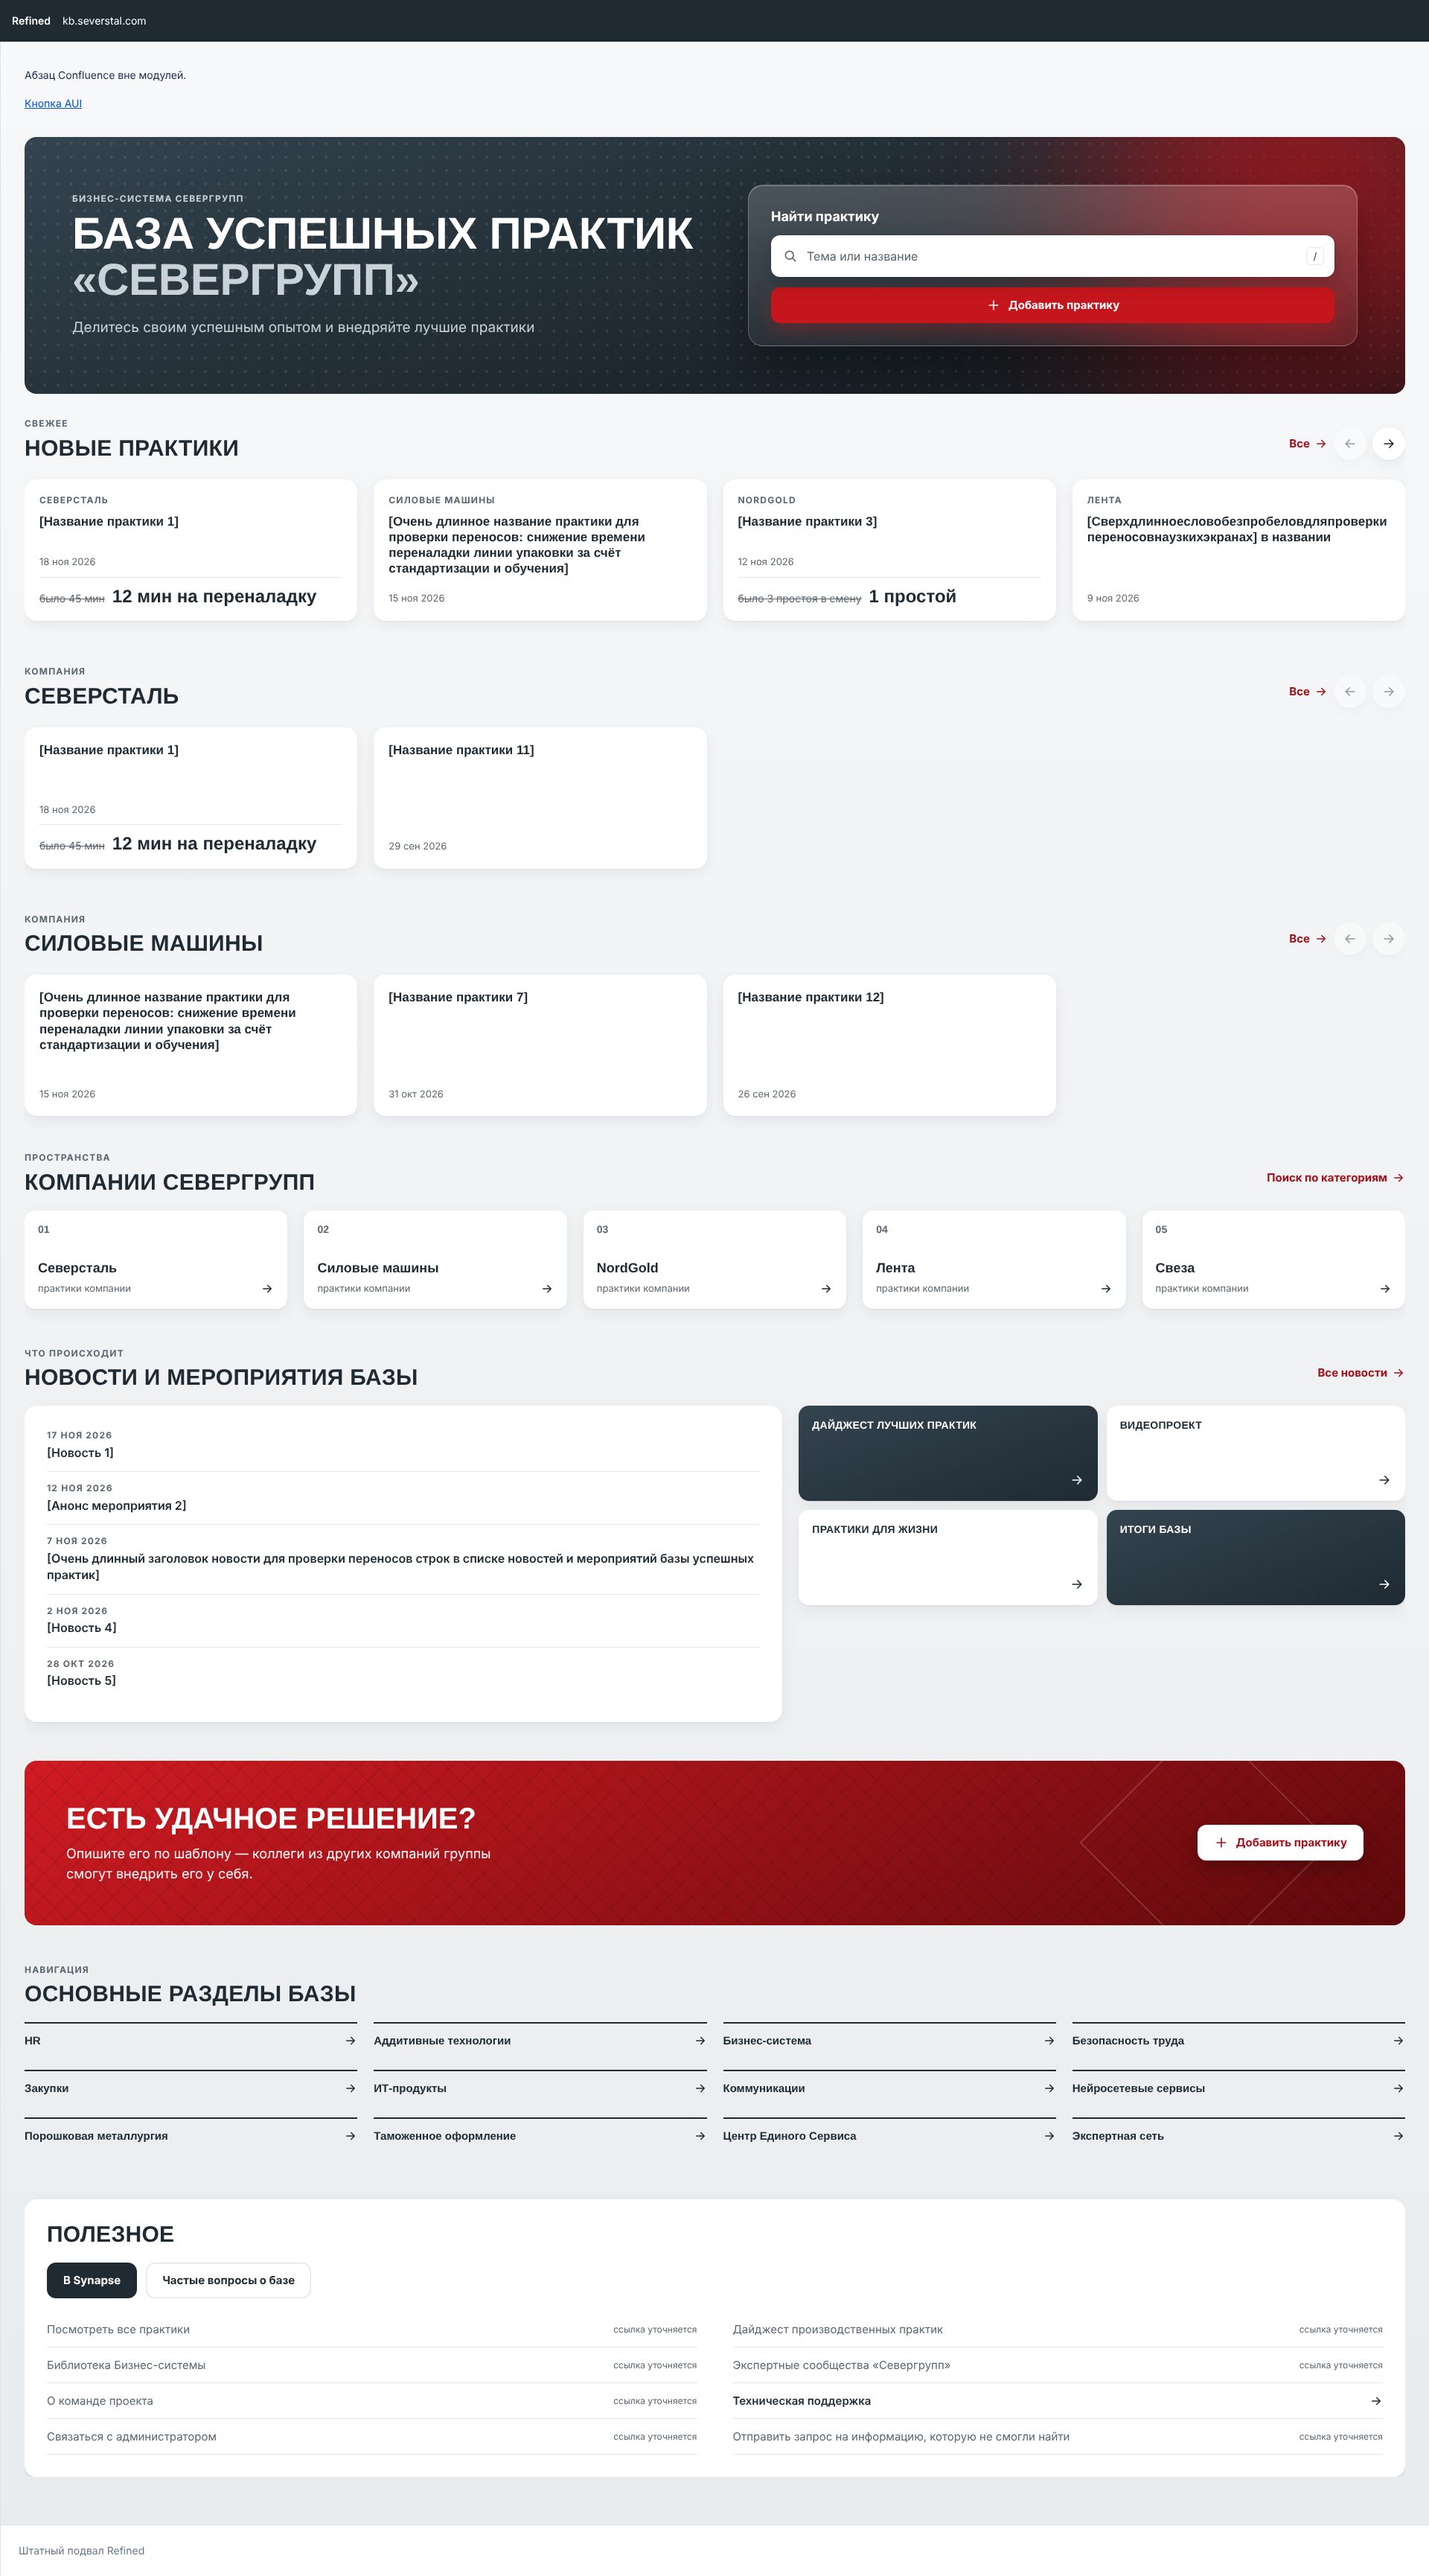 Refined kb.severstal.com
Абзац Confluence вне модулей.
Кнопка AUI
БИЗНЕС-СИСТЕМА СЕВЕРГРУПП
БАЗА УСПЕШНЫХ ПРАКТИК
«СЕВЕРГРУПП»
Делитесь своим успешным опытом и внедряйте лучшие практики
Найти практику
Тема или название /
Добавить практику
СВЕЖЕЕ
НОВЫЕ ПРАКТИКИ
Все →
СЕВЕРСТАЛЬ
[Название практики 1]
18 ноя 2026
было 45 мин 12 мин на переналадку
СИЛОВЫЕ МАШИНЫ
[Очень длинное название практики для
проверки переносов: снижение времени
переналадки линии упаковки за счёт
стандартизации и обучения]
15 ноя 2026
NORDGOLD
[Название практики 3]
12 ноя 2026
было 3 простоя в смену 1 простой
ЛЕНТА
[Сверхдлинноесловобезпробеловдляпроверки
переносовнаузкихэкранах] в названии
9 ноя 2026
КОМПАНИЯ
СЕВЕРСТАЛЬ
Все →
[Название практики 1]
18 ноя 2026
было 45 мин 12 мин на переналадку
[Название практики 11]
29 сен 2026
КОМПАНИЯ
СИЛОВЫЕ МАШИНЫ
Все →
[Очень длинное название практики для
проверки переносов: снижение времени
переналадки линии упаковки за счёт
стандартизации и обучения]
15 ноя 2026
[Название практики 7]
31 окт 2026
[Название практики 12]
26 сен 2026
ПРОСТРАНСТВА
КОМПАНИИ СЕВЕРГРУПП
Поиск по категориям →
01
Северсталь
практики компании
02
Силовые машины
практики компании
03
NordGold
практики компании
04
Лента
практики компании
05
Свеза
практики компании
ЧТО ПРОИСХОДИТ
НОВОСТИ И МЕРОПРИЯТИЯ БАЗЫ
Все новости →
17 НОЯ 2026
[Новость 1]
12 НОЯ 2026
[Анонс мероприятия 2]
7 НОЯ 2026
[Очень длинный заголовок новости для проверки переносов строк в списке новостей и мероприятий базы успешных
практик]
2 НОЯ 2026
[Новость 4]
28 ОКТ 2026
[Новость 5]
ДАЙДЖЕСТ ЛУЧШИХ ПРАКТИК
ВИДЕОПРОЕКТ
ПРАКТИКИ ДЛЯ ЖИЗНИ
ИТОГИ БАЗЫ
ЕСТЬ УДАЧНОЕ РЕШЕНИЕ?
Опишите его по шаблону — коллеги из других компаний группы
смогут внедрить его у себя.
Добавить практику
НАВИГАЦИЯ
ОСНОВНЫЕ РАЗДЕЛЫ БАЗЫ
HR
Аддитивные технологии
Бизнес-система
Безопасность труда
Закупки
ИТ-продукты
Коммуникации
Нейросетевые сервисы
Порошковая металлургия
Таможенное оформление
Центр Единого Сервиса
Экспертная сеть
ПОЛЕЗНОЕ
В Synapse
Частые вопросы о базе
Посмотреть все практики ссылка уточняется
Дайджест производственных практик ссылка уточняется
Библиотека Бизнес-системы ссылка уточняется
Экспертные сообщества «Севергрупп» ссылка уточняется
О команде проекта ссылка уточняется
Техническая поддержка
Связаться с администратором ссылка уточняется
Отправить запрос на информацию, которую не смогли найти ссылка уточняется
Штатный подвал Refined